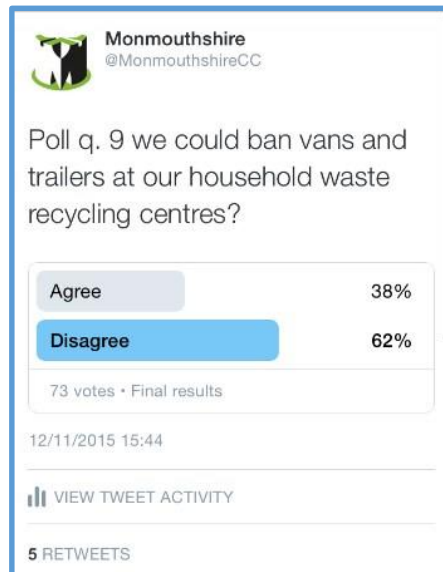 Monmouthshire
@MonmouthshireCC
Poll q. 9 we could ban vans and
trailers at our household waste
recycling centres?
Agree 38%
Disagree 62%
73 votes • Final results
12/11/2015 15:44
VIEW TWEET ACTIVITY
5 RETWEETS